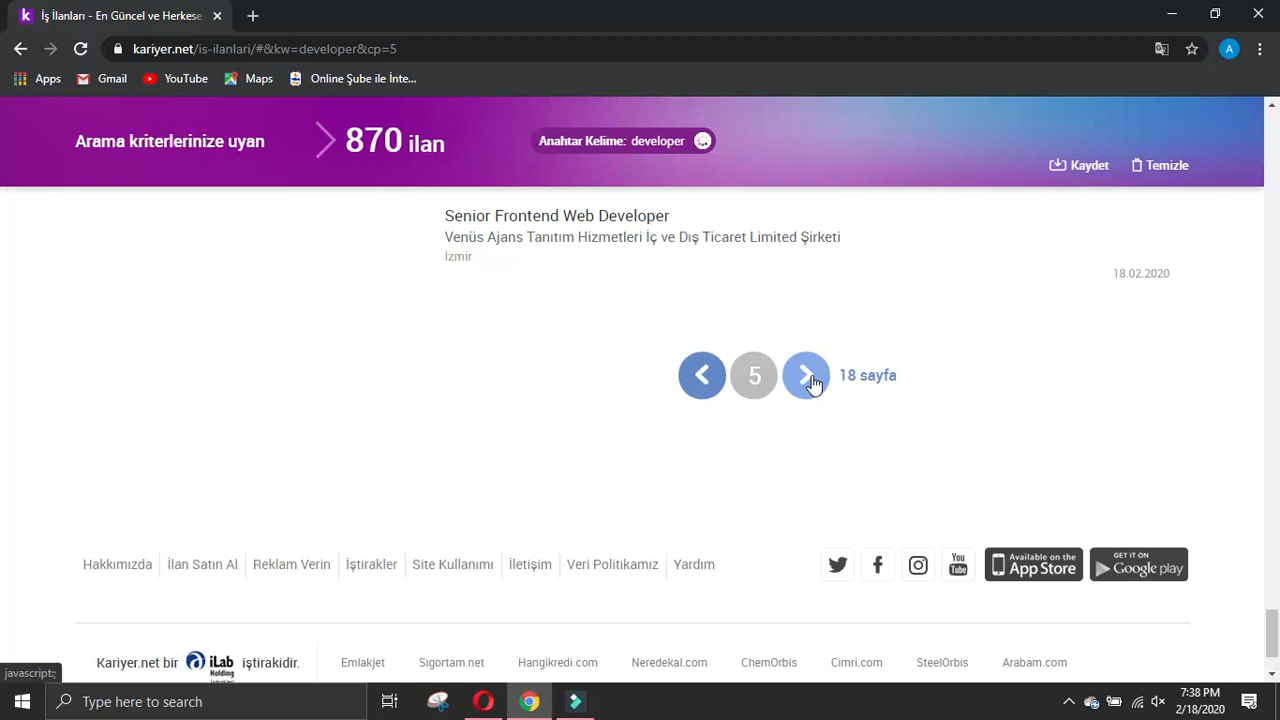 İş İlanları - En Güncel ve Herkese
kariyer.net/is-ilanlari/#&kw=developer&cp=5
A
Apps
Gmail
YouTube
Maps
Online Şube ile İnte...
Arama kriterlerinize uyan
870 ilan
Anahtar Kelime: developer
Kaydet
Temizle
Senior Frontend Web Developer
Venüs Ajans Tanıtım Hizmetleri İç ve Dış Ticaret Limited Şirketi
İzmir
18.02.2020
5
18 sayfa
Hakkımızda
İlan Satın Al
Reklam Verin
İştirakler
Site Kullanımı
İletişim
Veri Politikamız
Yardım
You Tube
Available on the
App Store
GET IT ON
Google play
Kariyer.net bir iLab Holding iştirakidir.
Emlakjet
Sigortam.net
Hangikredi.com
Neredekal.com
ChemOrbis
Cimri.com
SteelOrbis
Arabam.com
javascript:;
Type here to search
7:38 PM
2/18/2020